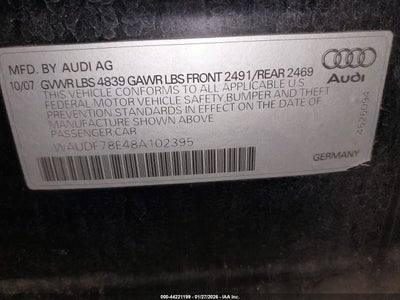 MFD. BY AUDI AG
10/07 GVWR LBS 4839 GAWR LBS FRONT 2491/REAR 2469
THIS VEHICLE CONFORMS TO ALL APPLICABLE U S
FEDERAL MOTOR VEHICLE SAFETY BUMPER AND THEFT
PREVENTION STANDARDS IN EFFECT ON THE DATE OF
MANUFACTURE SHOWN ABOVE.
PASSENGER CAR
WAUDF78E48A102395
Audi
GERMANY
000-44221199 - 01/27/2026 - IAA Inc.